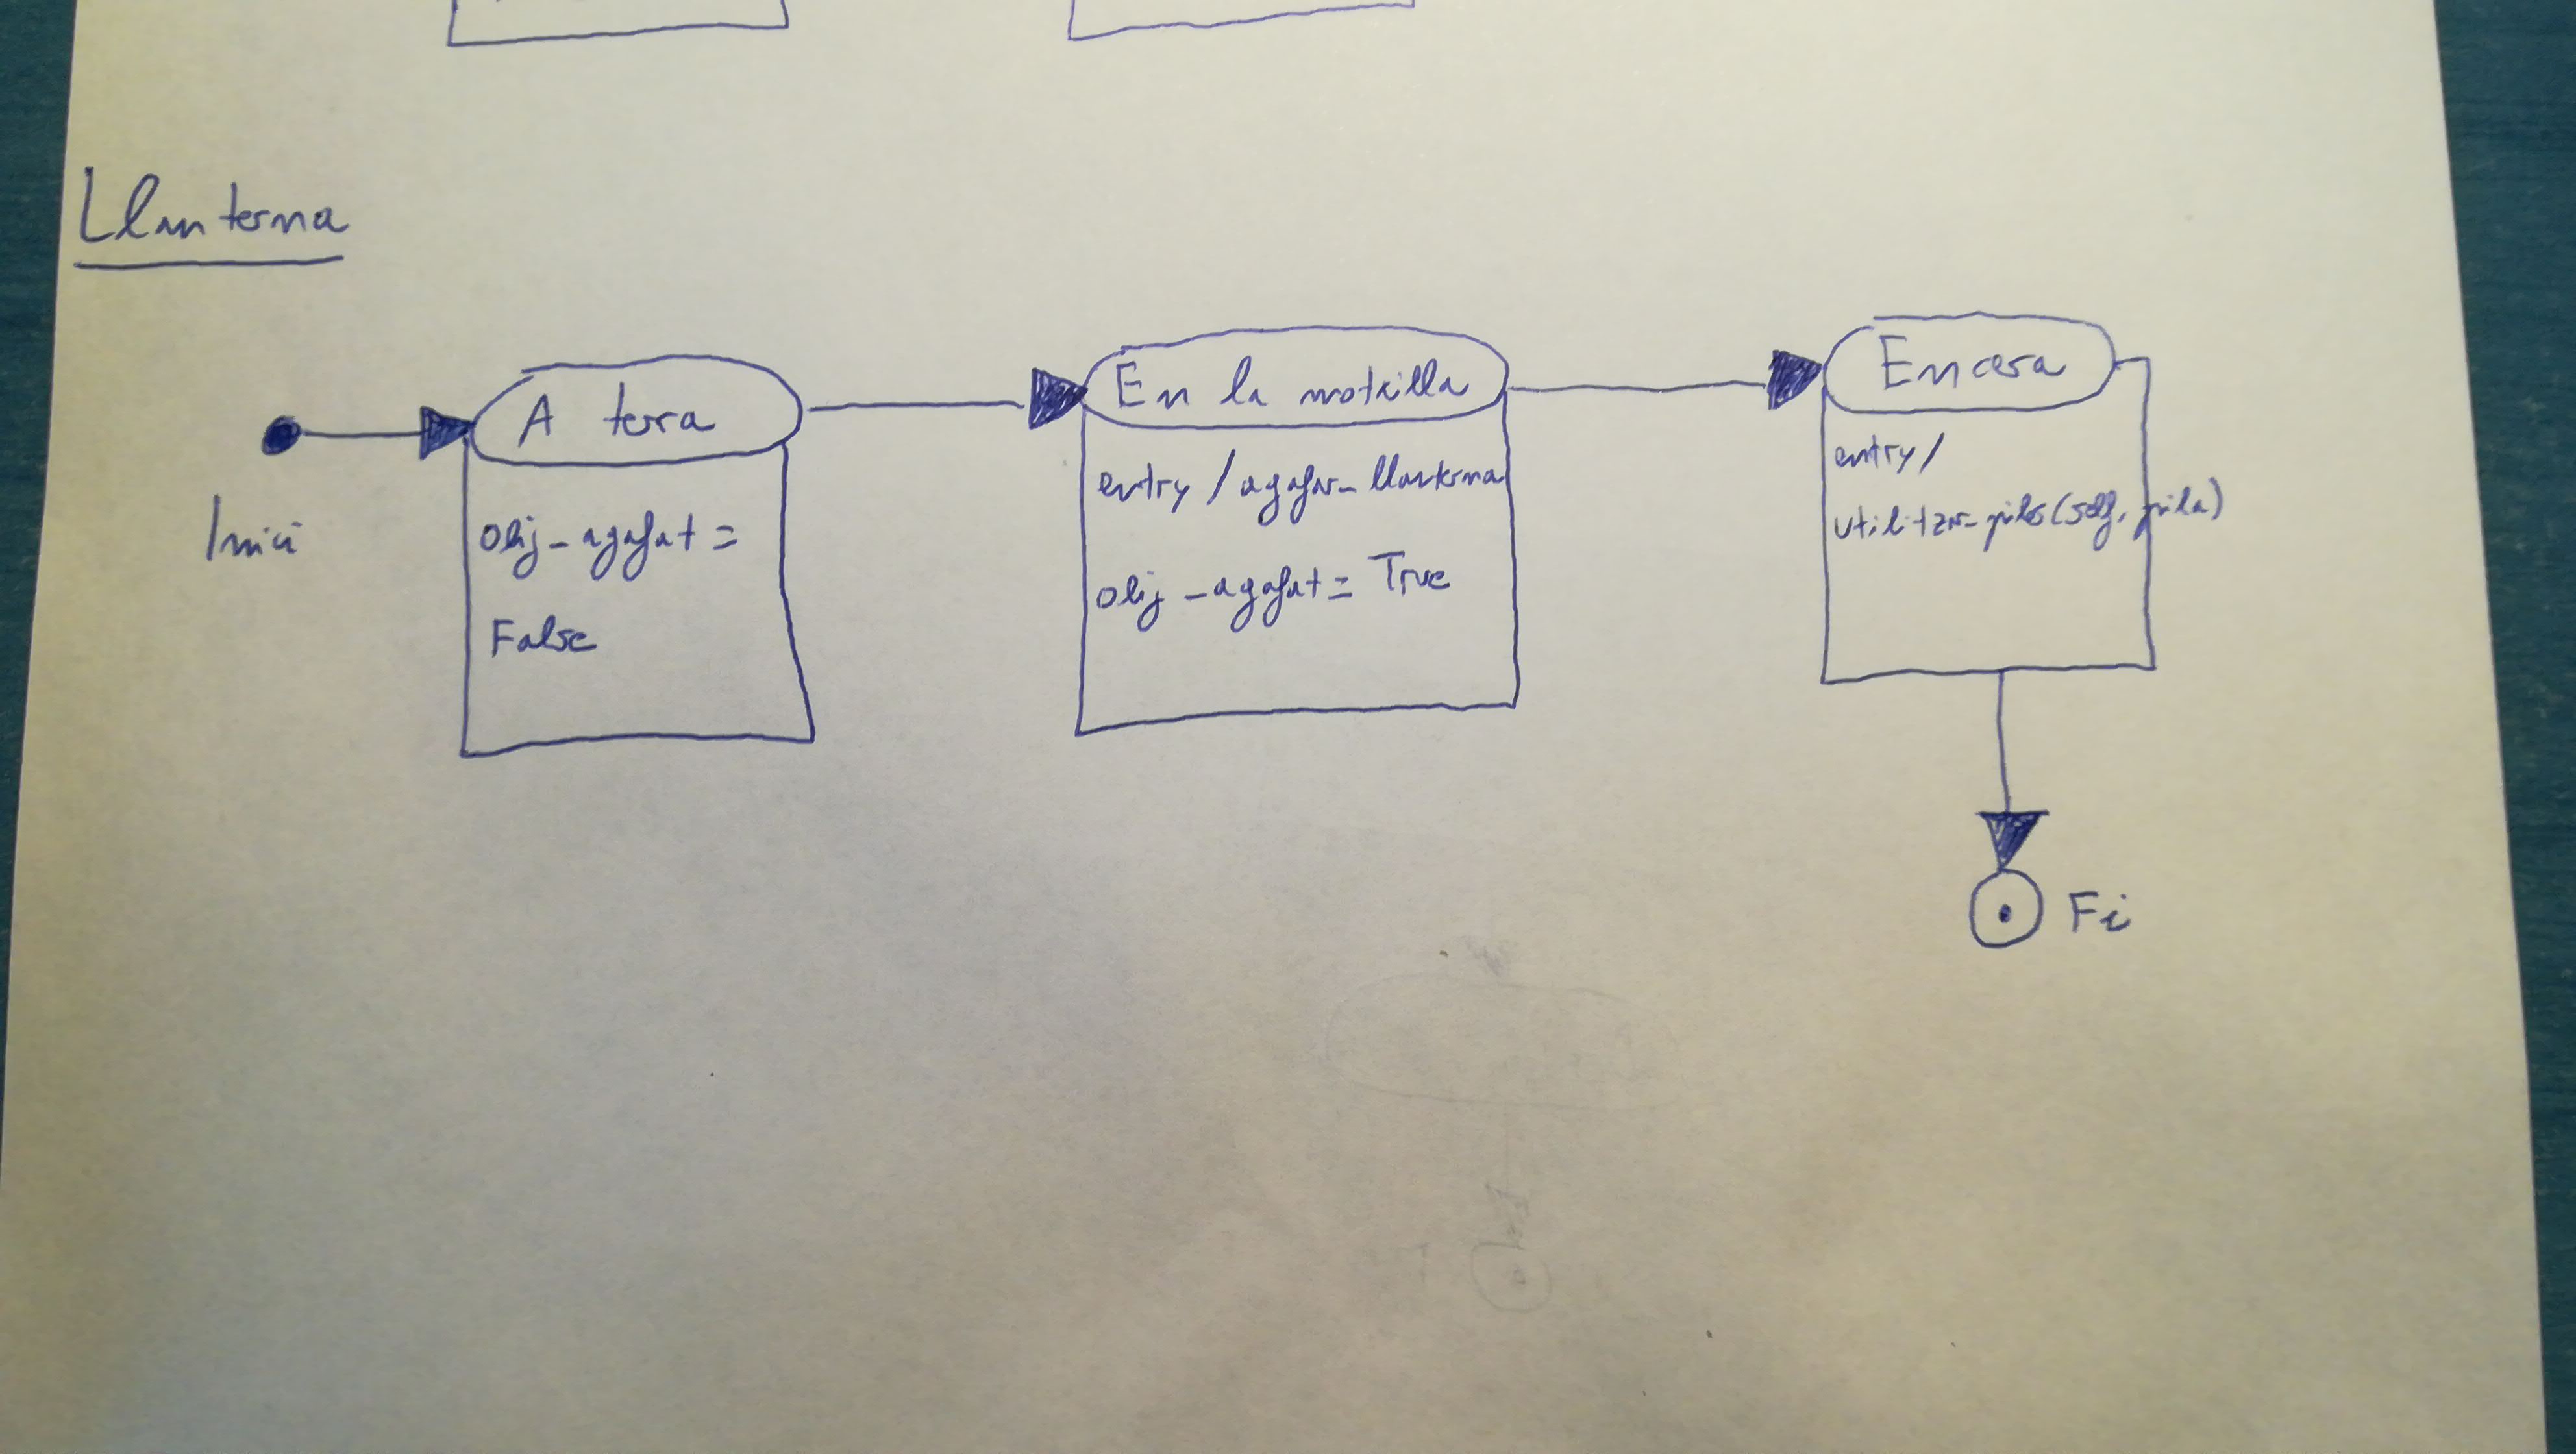 Llanterna
Inici
A terra
obj_agafat =
False
En la motxilla
entry / agafar_llanterna
obj_agafat = True
Encesa
entry/
utilitzar_piles(self, pila)
Fi